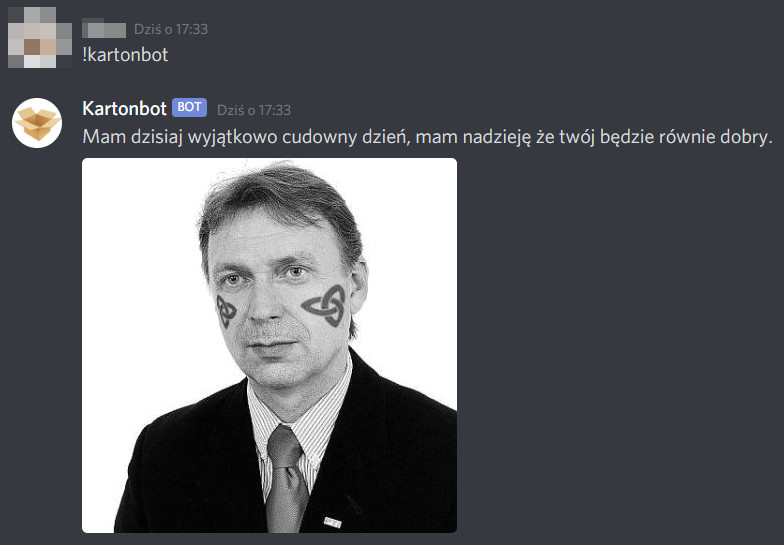 Dziś o 17:33
!kartonbot
Kartonbot BOT Dziś o 17:33
Mam dzisiaj wyjątkowo cudowny dzień, mam nadzieję że twój będzie równie dobry.